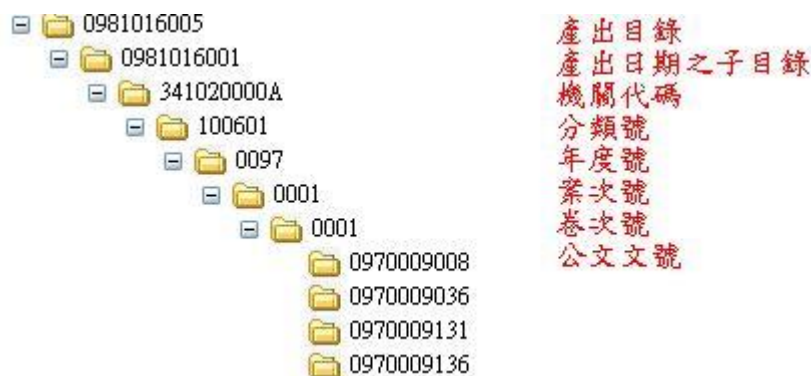 0981016005 產出目錄
0981016001 產出日期之子目錄
341020000A 機關代碼
100601 分類號
0097 年度號
0001 案次號
0001 卷次號
0970009008 公文文號
0970009036
0970009131
0970009136